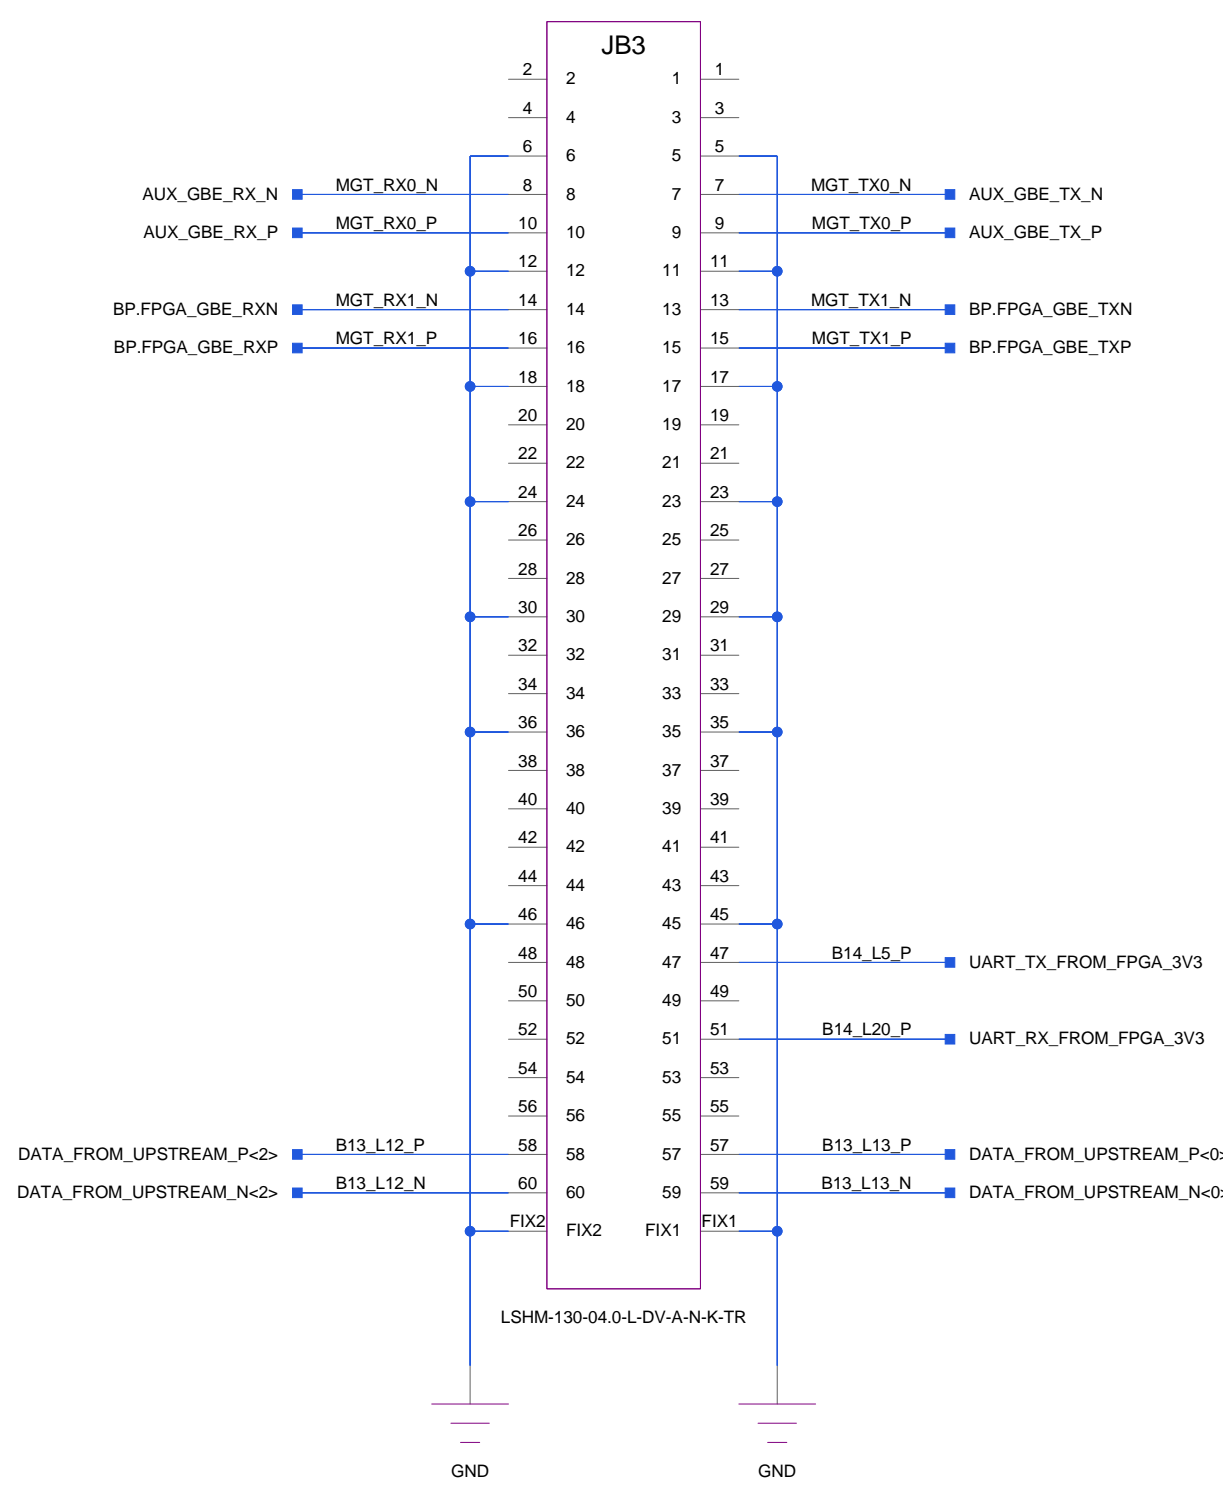 JB3
2 2 1 1
4 4 3 3
6 6 5 5
AUX_GBE_RX_N MGT_RX0_N 8 8 7 7 MGT_TX0_N AUX_GBE_TX_N
AUX_GBE_RX_P MGT_RX0_P 10 10 9 9 MGT_TX0_P AUX_GBE_TX_P
12 12 11 11
BP.FPGA_GBE_RXN MGT_RX1_N 14 14 13 13 MGT_TX1_N BP.FPGA_GBE_TXN
BP.FPGA_GBE_RXP MGT_RX1_P 16 16 15 15 MGT_TX1_P BP.FPGA_GBE_TXP
18 18 17 17
20 20 19 19
22 22 21 21
24 24 23 23
26 26 25 25
28 28 27 27
30 30 29 29
32 32 31 31
34 34 33 33
36 36 35 35
38 38 37 37
40 40 39 39
42 42 41 41
44 44 43 43
46 46 45 45
48 48 47 47 B14_L5_P UART_TX_FROM_FPGA_3V3
50 50 49 49
52 52 51 51 B14_L20_P UART_RX_FROM_FPGA_3V3
54 54 53 53
56 56 55 55
DATA_FROM_UPSTREAM_P<2> B13_L12_P 58 58 57 57 B13_L13_P DATA_FROM_UPSTREAM_P<0>
DATA_FROM_UPSTREAM_N<2> B13_L12_N 60 60 59 59 B13_L13_N DATA_FROM_UPSTREAM_N<0>
FIX2 FIX2 FIX1 FIX1
LSHM-130-04.0-L-DV-A-N-K-TR
GND GND